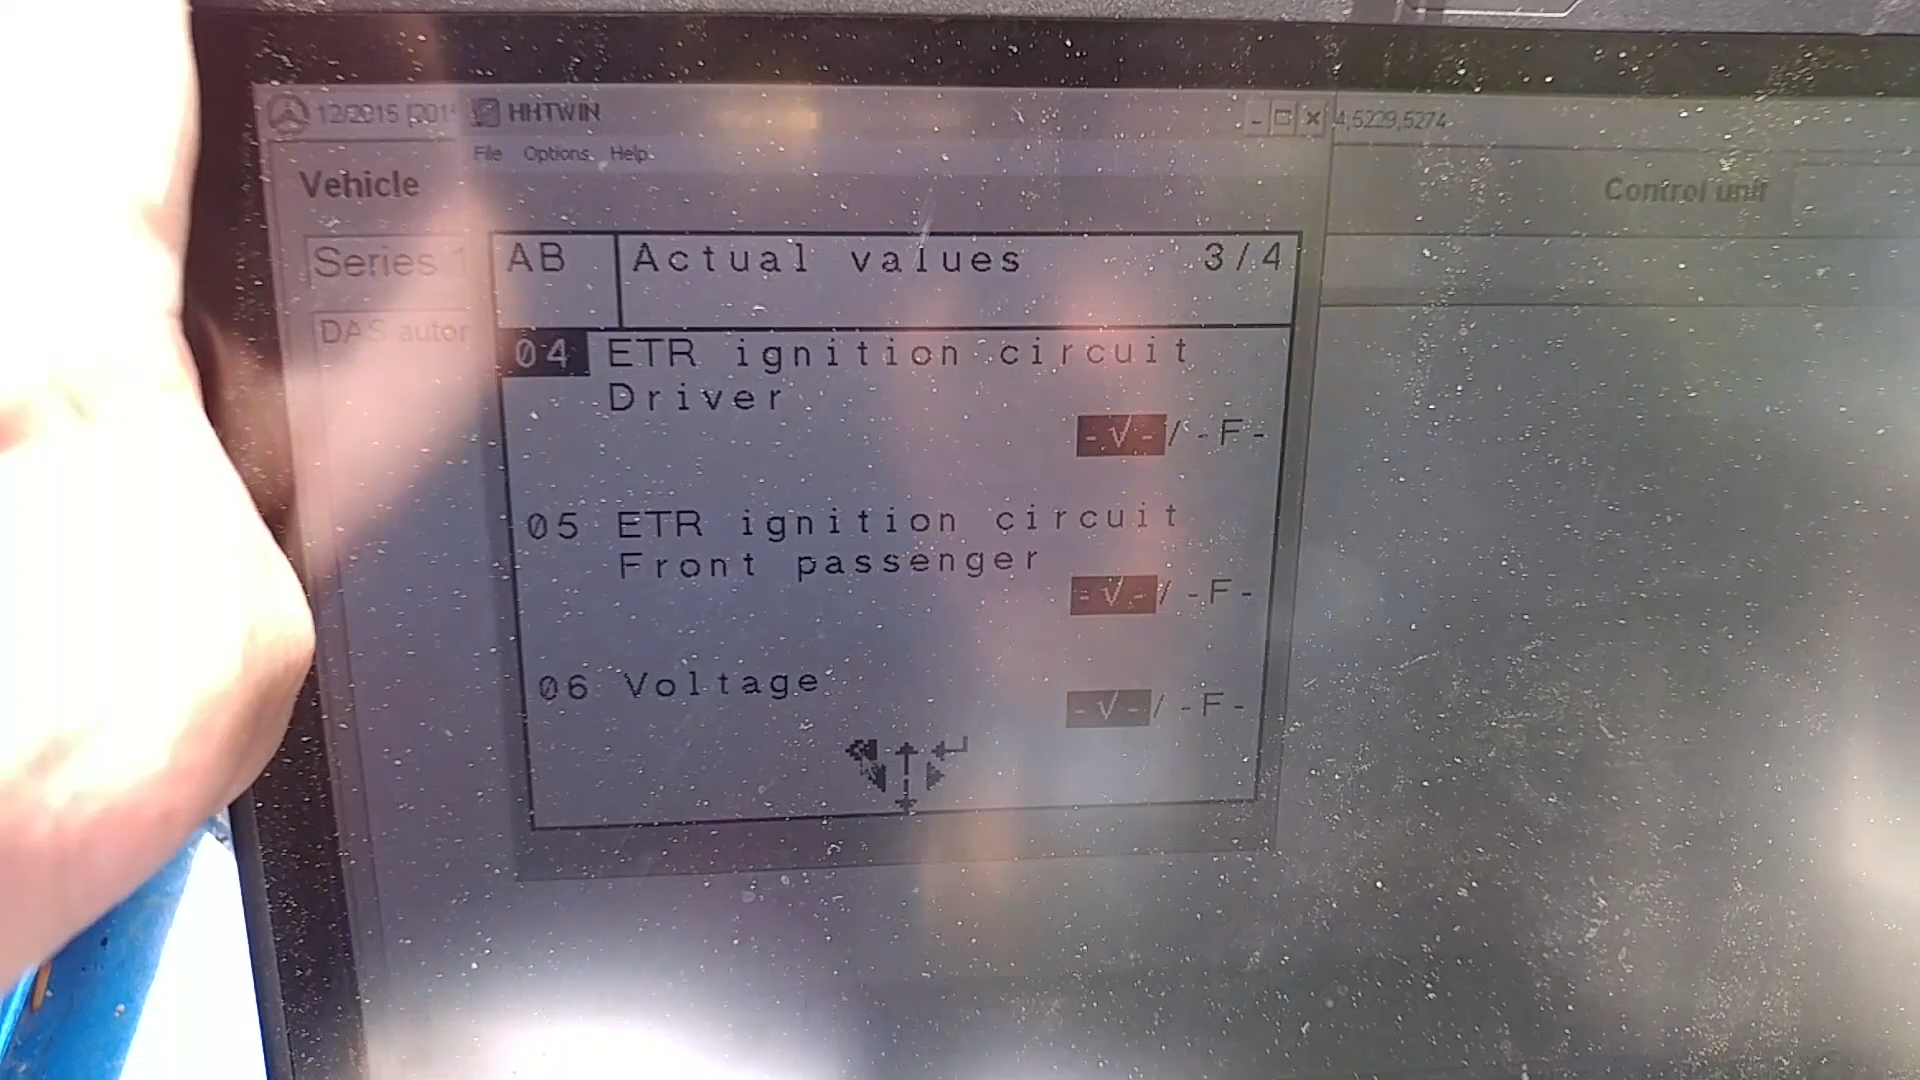 12/2015
HHTWIN
4,5229,5274
File Options Help
Vehicle
Control unit
Series
AB Actual values 3/4
DAS
04 ETR ignition circuit
Driver
-√-/-F-
05 ETR ignition circuit
Front passenger
-√-/-F-
06 Voltage
-√-/-F-